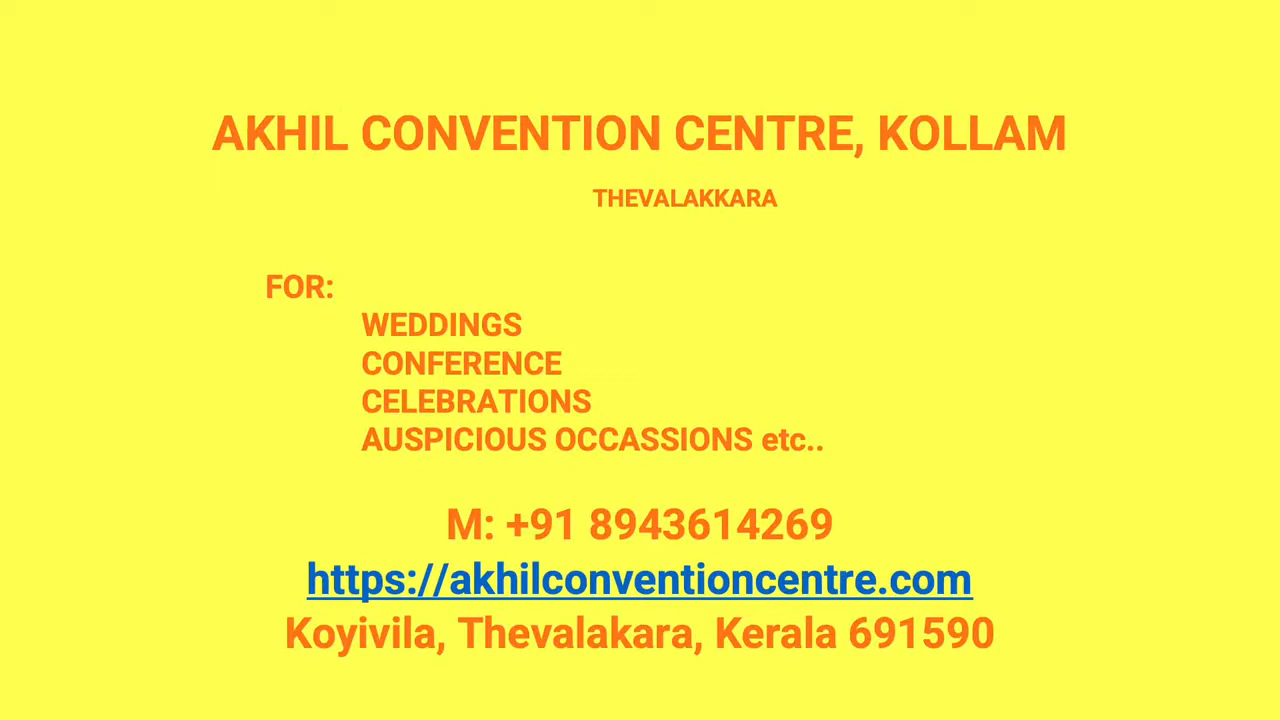 AKHIL CONVENTION CENTRE, KOLLAM
THEVALAKKARA
FOR:
WEDDINGS
CONFERENCE
CELEBRATIONS
AUSPICIOUS OCCASSIONS etc..
M: +91 8943614269
https://akhilconventioncentre.com
Koyivila, Thevalakara, Kerala 691590